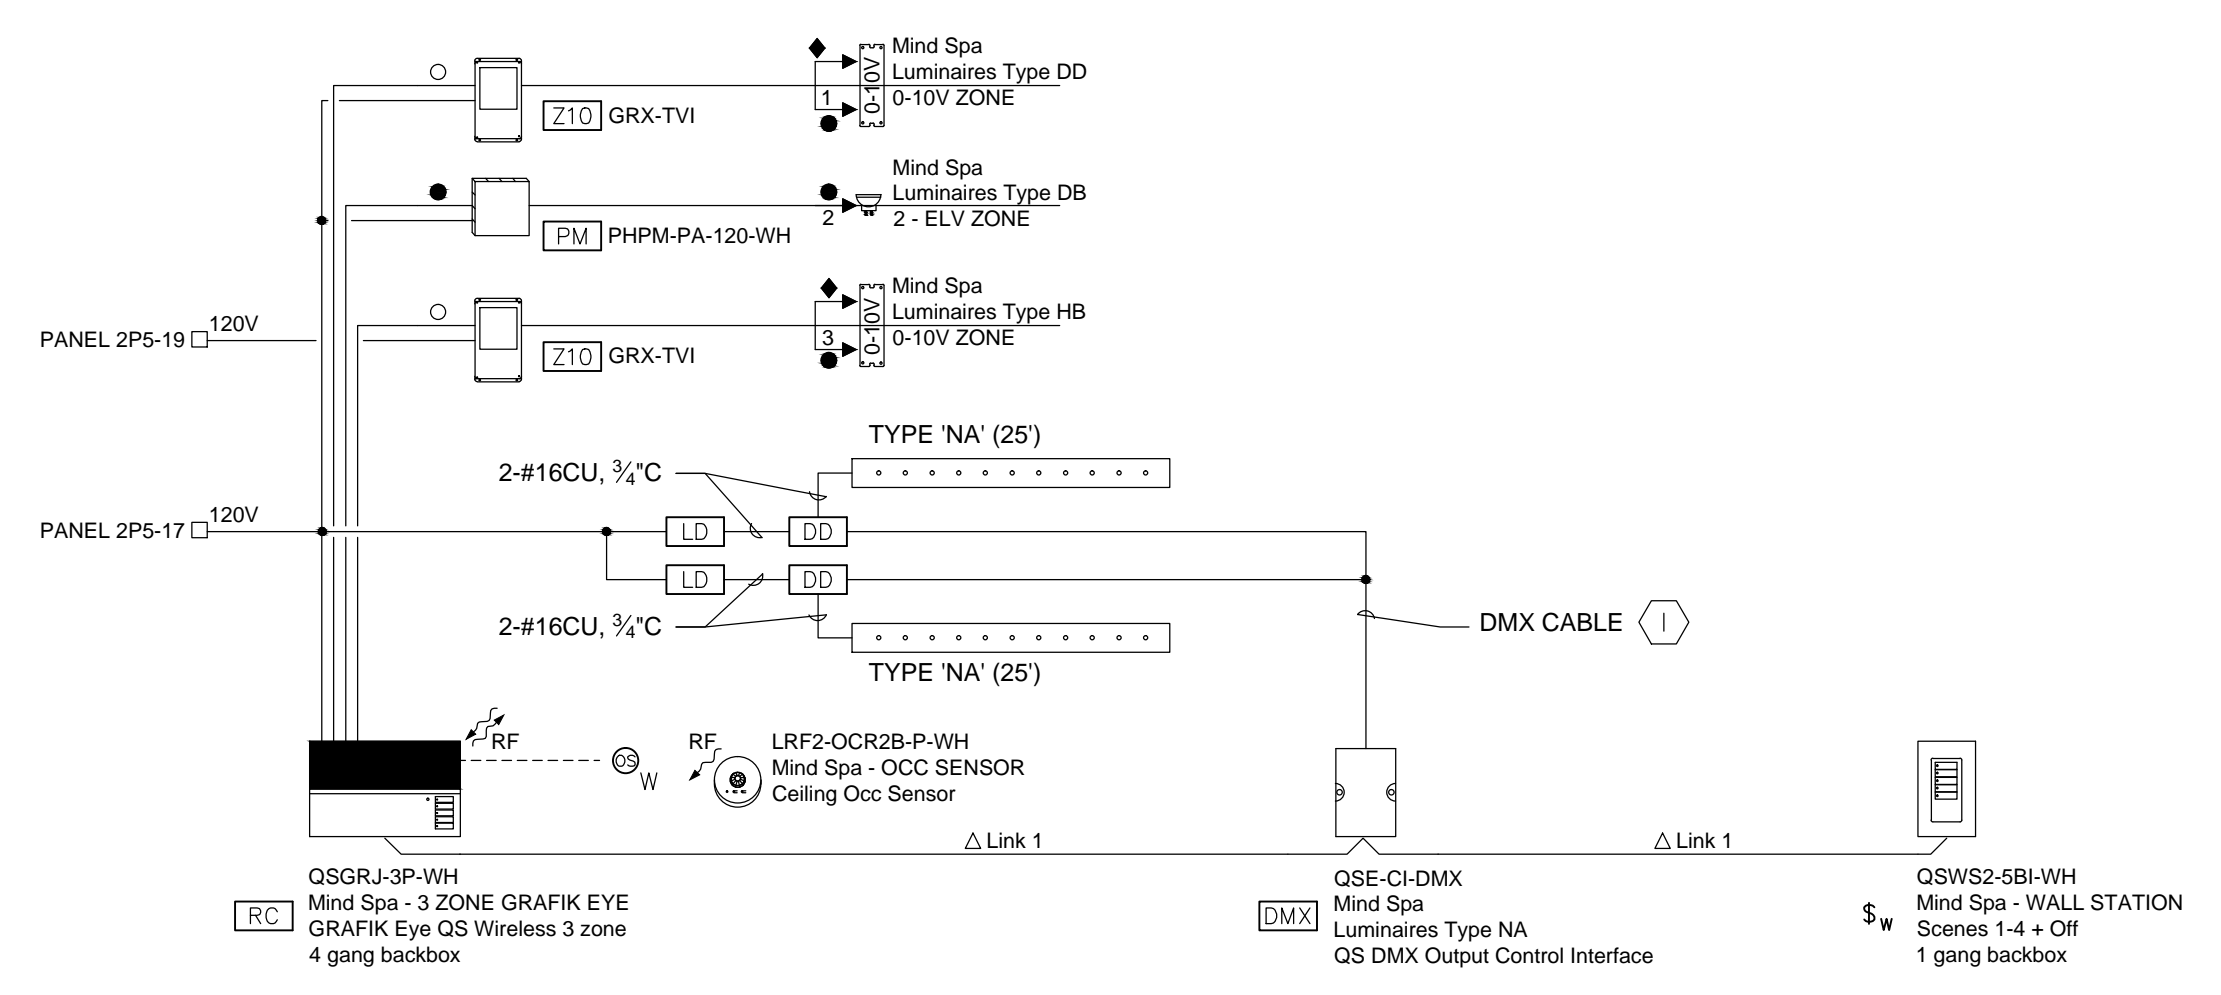 Mind Spa
Luminaires Type DD
0-10V ZONE
0-10V
1
Z10 GRX-TVI
Mind Spa
Luminaires Type DB
2 - ELV ZONE
2
PM PHPM-PA-120-WH
Mind Spa
Luminaires Type HB
0-10V ZONE
0-10V
3
Z10 GRX-TVI
PANEL 2P5-19 120V
TYPE 'NA' (25')
2-#16CU, ¾"C
PANEL 2P5-17 120V
LD DD
LD DD
2-#16CU, ¾"C
TYPE 'NA' (25')
DMX CABLE 1
RF
OS W
RF
LRF2-OCR2B-P-WH
Mind Spa - OCC SENSOR
Ceiling Occ Sensor
△ Link 1
△ Link 1
RC
QSGRJ-3P-WH
Mind Spa - 3 ZONE GRAFIK EYE
GRAFIK Eye QS Wireless 3 zone
4 gang backbox
DMX
QSE-CI-DMX
Mind Spa
Luminaires Type NA
QS DMX Output Control Interface
$W
QSWS2-5BI-WH
Mind Spa - WALL STATION
Scenes 1-4 + Off
1 gang backbox